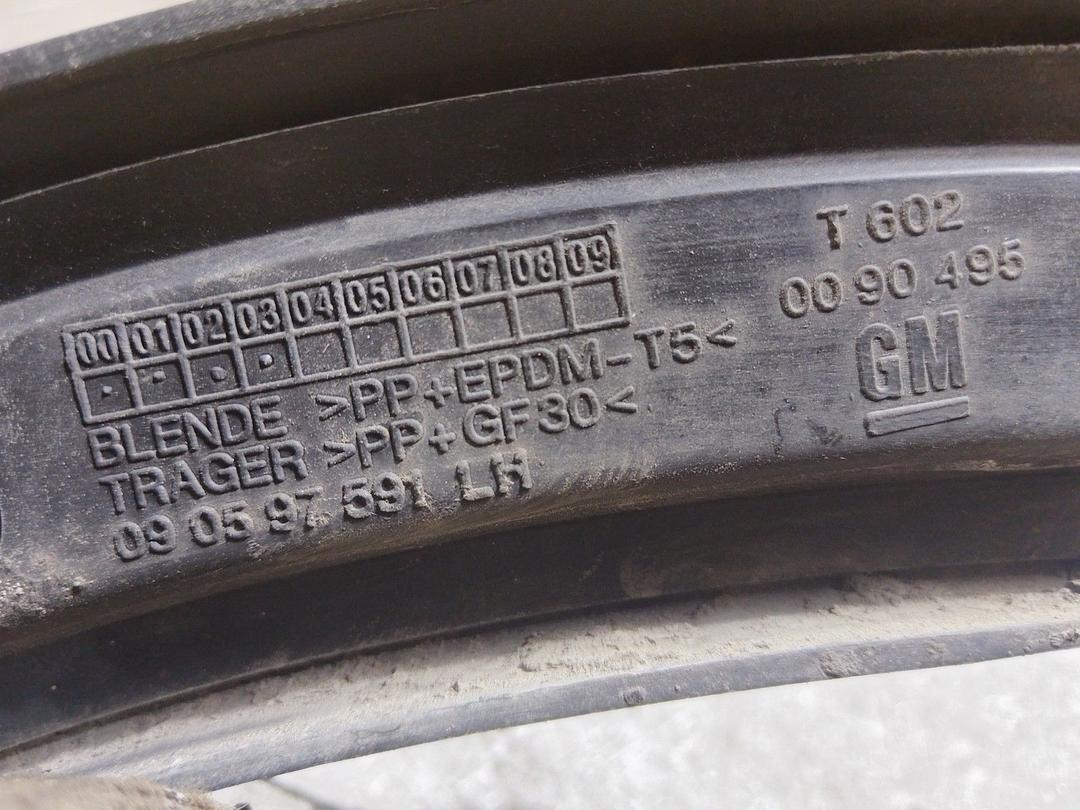 00 01 02 03 04 05 06 07 08 09
BLENDE >PP+EPDM-T5<
TRAGER >PP+GF30<
09 05 97 591 LH
T 602
00 90 495
GM